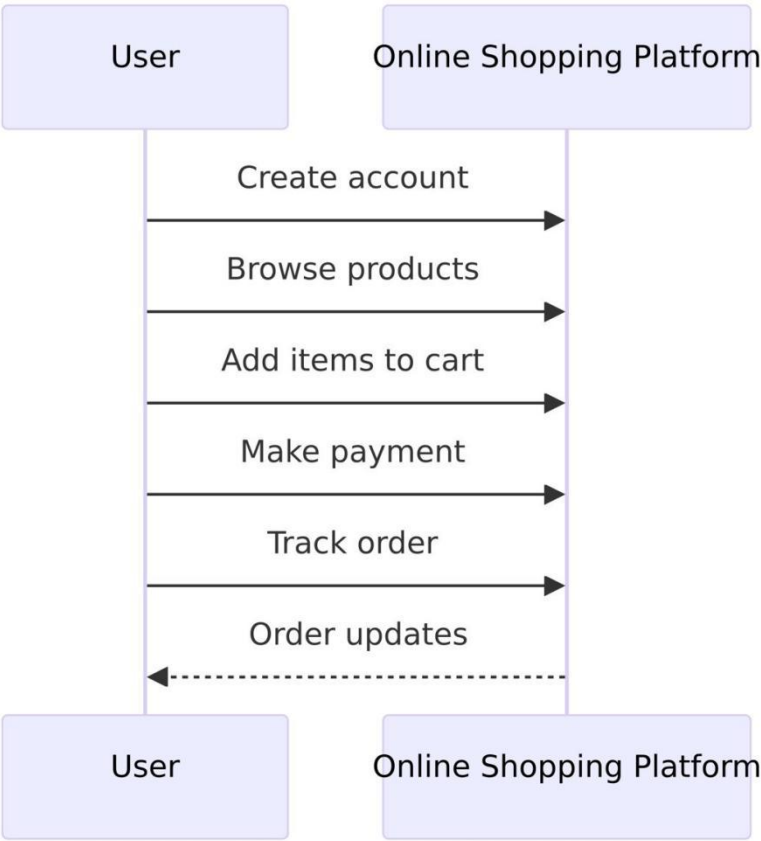 User
Online Shopping Platform
Create account
Browse products
Add items to cart
Make payment
Track order
Order updates
User
Online Shopping Platform